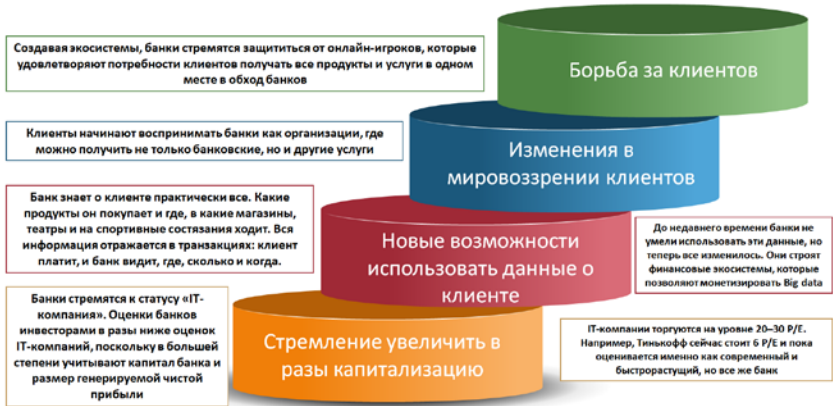 Создавая экосистемы, банки стремятся защититься от онлайн-игроков, которые
удовлетворяют потребности клиентов получать все продукты и услуги в одном
месте в обход банков
Борьба за клиентов
Клиенты начинают воспринимать банки как организации, где
можно получить не только банковские, но и другие услуги
Изменения в
мировоззрении клиентов
Банк знает о клиенте практически все. Какие
продукты он покупает и где, в какие магазины,
театры и на спортивные состязания ходит. Вся
информация отражается в транзакциях: клиент
платит, и банк видит, где, сколько и когда.
Новые возможности
использовать данные о
клиенте
До недавнего времени банки не
умели использовать эти данные, но
теперь все изменилось. Они строят
финансовые экосистемы, которые
позволяют монетизировать Big data
Банки стремятся к статусу «IT-
компания». Оценки банков
инвесторами в разы ниже оценок
IT-компаний, поскольку в большей
степени учитывают капитал банка и
размер генерируемой чистой
прибыли
Стремление увеличить в
разы капитализацию
IT-компании торгуются на уровне 20–30 P/E.
Например, Тинькофф сейчас стоит 6 P/E и пока
оценивается именно как современный и
быстрорастущий, но все же банк